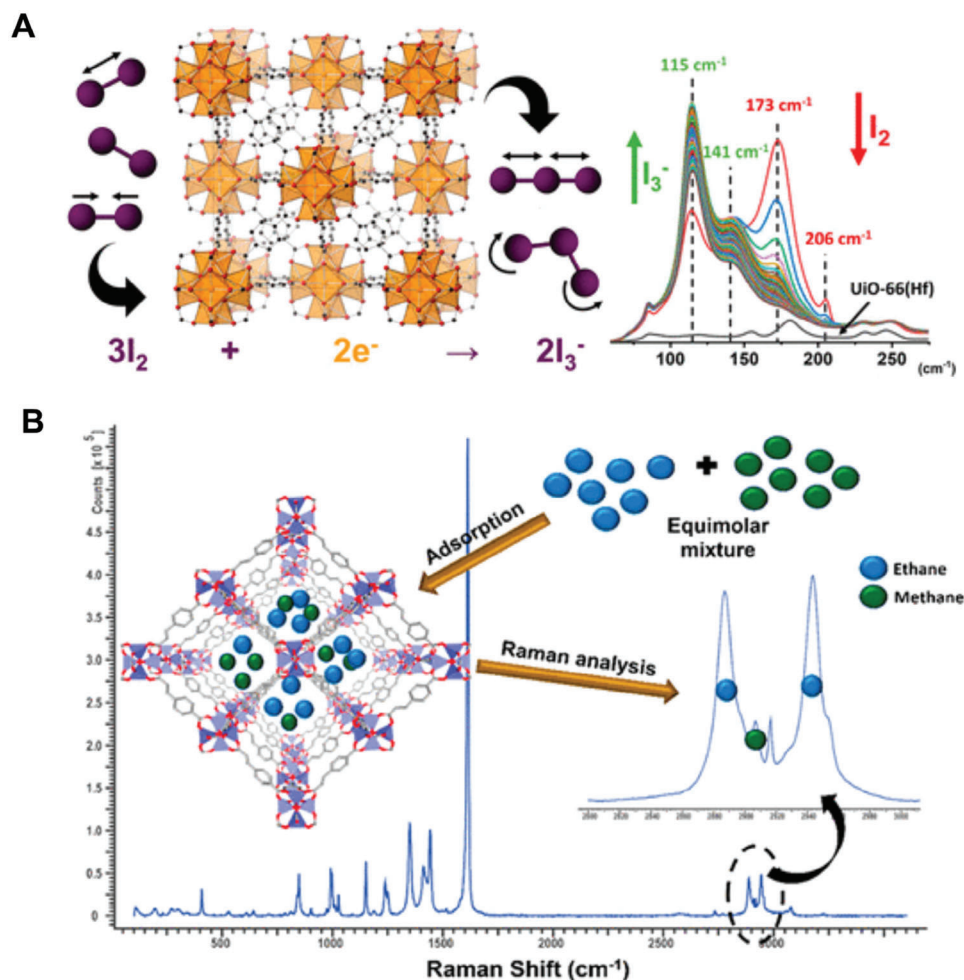 A
115 cm⁻¹
173 cm⁻¹
141 cm⁻¹
I₃⁻
I₂
206 cm⁻¹
UiO-66(Hf)
100 150 200 250 (cm⁻¹)
3I₂ + 2e⁻ → 2I₃⁻
B
Counts [x 10⁵]
4.5
4.0
3.5
3.0
2.5
2.0
1.5
1.0
0.5
0
Adsorption
+
Equimolar
mixture
Ethane
Methane
Raman analysis
500 1000 1500 2000 2500 3000
Raman Shift (cm⁻¹)